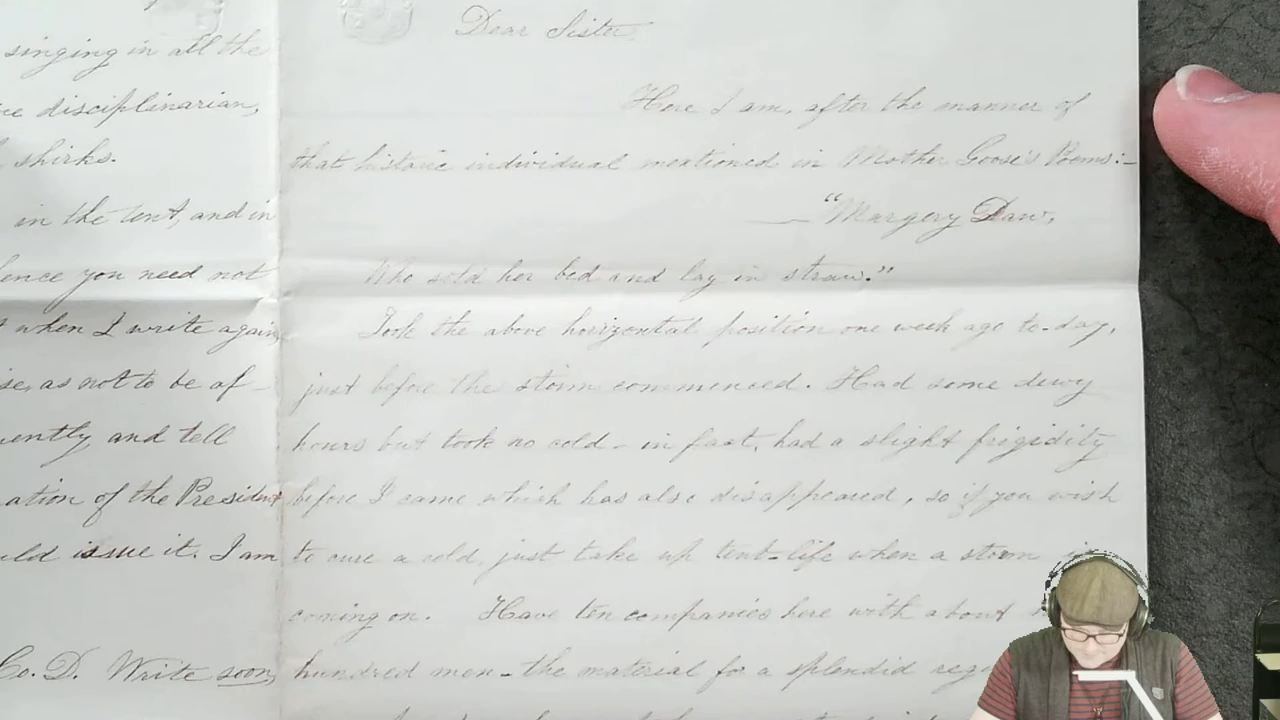 singing in all the
disciplinarian,
shirks.
in the tent, and in
you need not
when I write again,
as not to be af-
and tell
of the President
issue it. I am
Co. D. Write soon,
Dear Sister
Here I am, after the manner of
that historic individual mentioned in Mother Goose's Poems:-
"Margery Daw,
Who sold her bed and lay in straw."
Took the above horizontal position one week ago to-day,
just before the storm commenced. Had some dewy
hours but took no cold - in fact, had a slight frigidity
before I came which has also disappeared, so if you wish
to cure a cold, just take up tent-life when a storm
coming on. Have ten companies here with about
hundred men - the material for a splendid